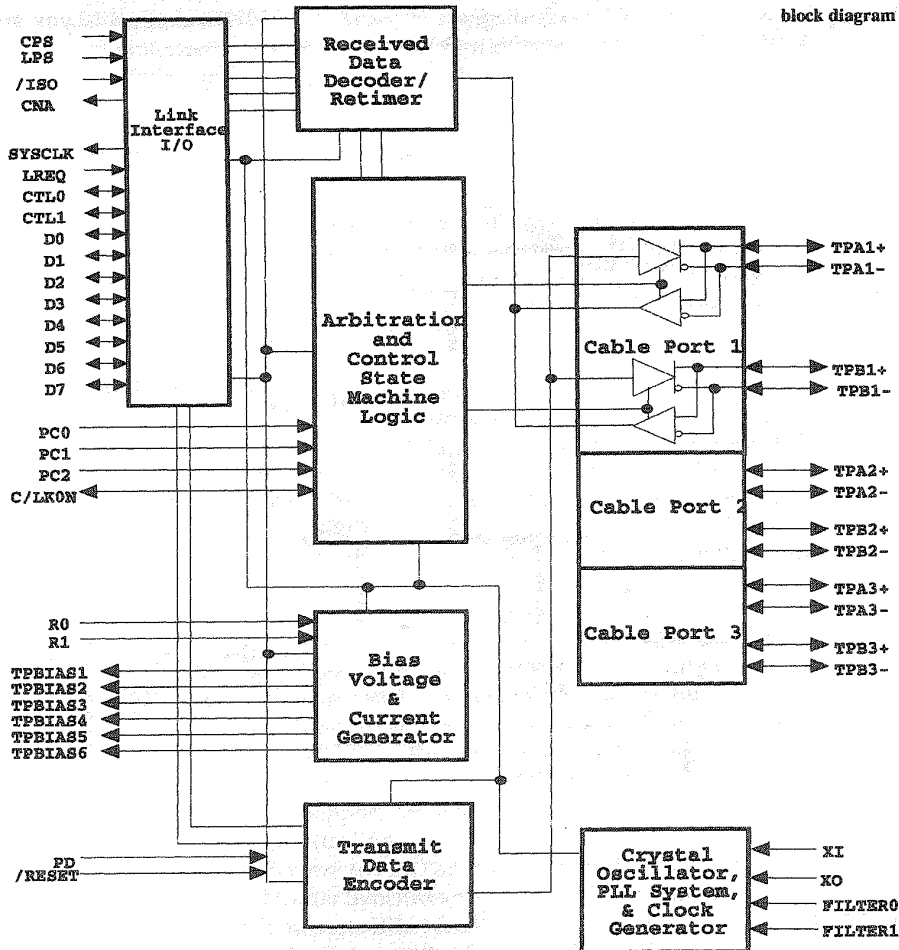 block diagram
CPS
LPS
/ISO
CNA
SYSCLK
LREQ
CTL0
CTL1
D0
D1
D2
D3
D4
D5
D6
D7
PC0
PC1
PC2
C/LKON
R0
R1
TPBIAS1
TPBIAS2
TPBIAS3
TPBIAS4
TPBIAS5
TPBIAS6
PD
/RESET
Link
Interface
I/O
Received
Data
Decoder/
Retimer
Arbitration
and
Control
State
Machine
Logic
Bias
Voltage
&
Current
Generator
Transmit
Data
Encoder
Cable Port 1
Cable Port 2
Cable Port 3
TPA1+
TPA1-
TPB1+
TPB1-
TPA2+
TPA2-
TPB2+
TPB2-
TPA3+
TPA3-
TPB3+
TPB3-
Crystal
Oscillator,
PLL System,
& Clock
Generator
XI
XO
FILTER0
FILTER1